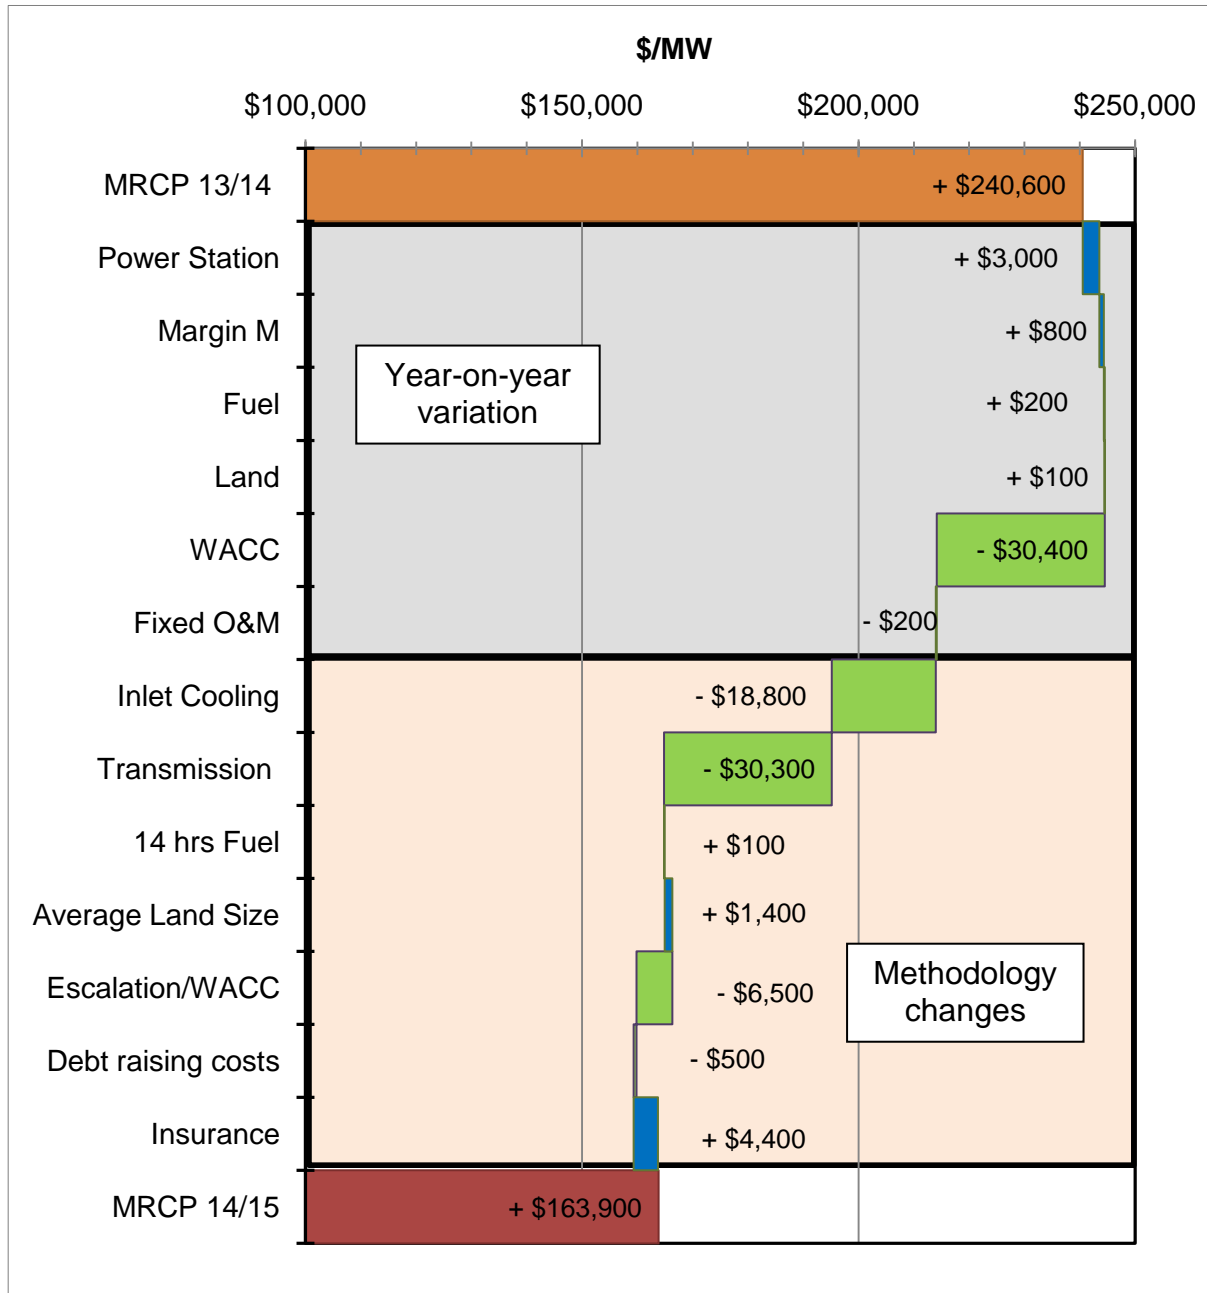 $/MW
$100,000 $150,000 $200,000 $250,000
MRCP 13/14 + $240,600
Power Station + $3,000
Margin M + $800
Year-on-year
variation
Fuel + $200
Land + $100
WACC - $30,400
Fixed O&M - $200
Inlet Cooling - $18,800
Transmission - $30,300
14 hrs Fuel + $100
Average Land Size + $1,400
Escalation/WACC - $6,500
Methodology
changes
Debt raising costs - $500
Insurance + $4,400
MRCP 14/15 + $163,900